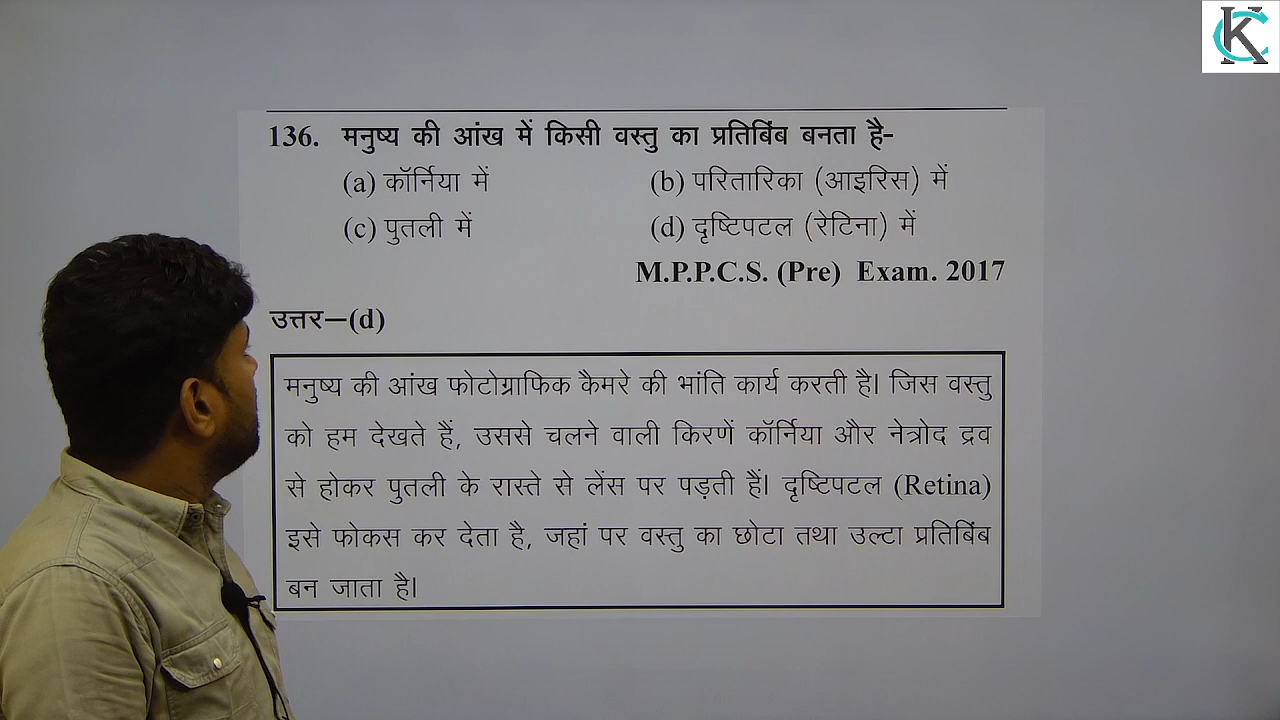 136. मनुष्य की आंख में किसी वस्तु का प्रतिबिंब बनता है-
(a) कॉर्निया में (b) परितारिका (आइरिस) में
(c) पुतली में (d) दृष्टिपटल (रेटिना) में
M.P.P.C.S. (Pre) Exam. 2017
उत्तर–(d)
मनुष्य की आंख फोटोग्राफिक कैमरे की भांति कार्य करती है। जिस वस्तु
को हम देखते हैं, उससे चलने वाली किरणें कॉर्निया और नेत्रोद द्रव
से होकर पुतली के रास्ते से लेंस पर पड़ती हैं। दृष्टिपटल (Retina)
इसे फोकस कर देता है, जहां पर वस्तु का छोटा तथा उल्टा प्रतिबिंब
बन जाता है।
KC